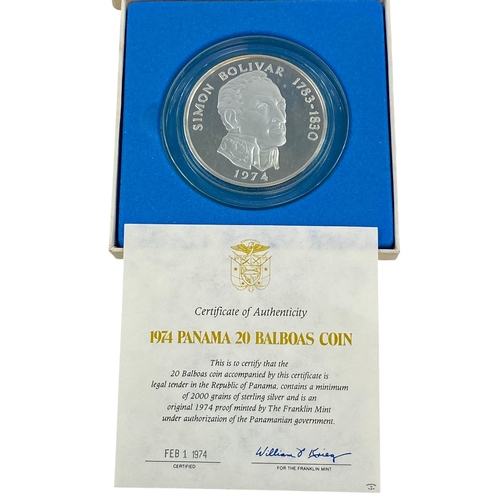 SIMON BOLIVAR 1783-1830
1974
Certificate of Authenticity
1974 PANAMA 20 BALBOAS COIN
This is to certify that the
20 Balboas coin accompanied by this certificate is
legal tender in the Republic of Panama, contains a minimum
of 2000 grains of sterling silver and is an
original 1974 proof minted by The Franklin Mint
under authorization of the Panamanian government.
FEB 1 1974
CERTIFIED
FOR THE FRANKLIN MINT